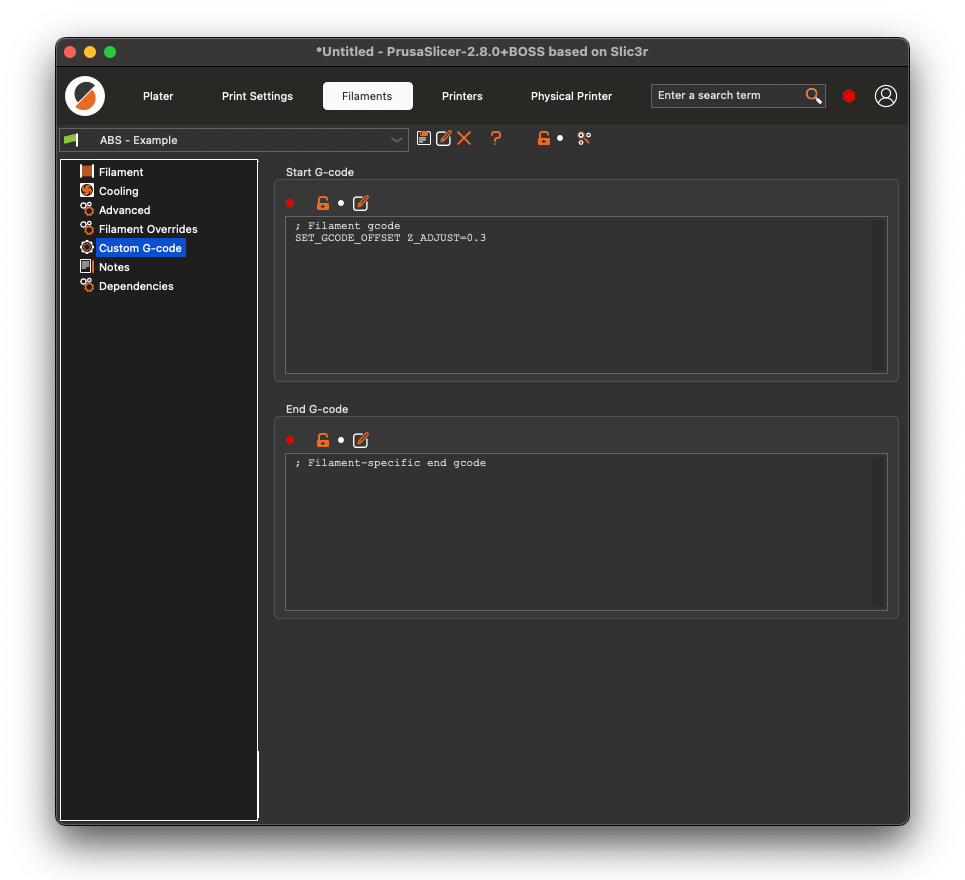 *Untitled - PrusaSlicer-2.8.0+BOSS based on Slic3r
Plater
Print Settings
Filaments
Printers
Physical Printer
Enter a search term
ABS - Example
?
Filament
Cooling
Advanced
Filament Overrides
Custom G-code
Notes
Dependencies
Start G-code
; Filament gcode
SET_GCODE_OFFSET Z_ADJUST=0.3
End G-code
; Filament-specific end gcode